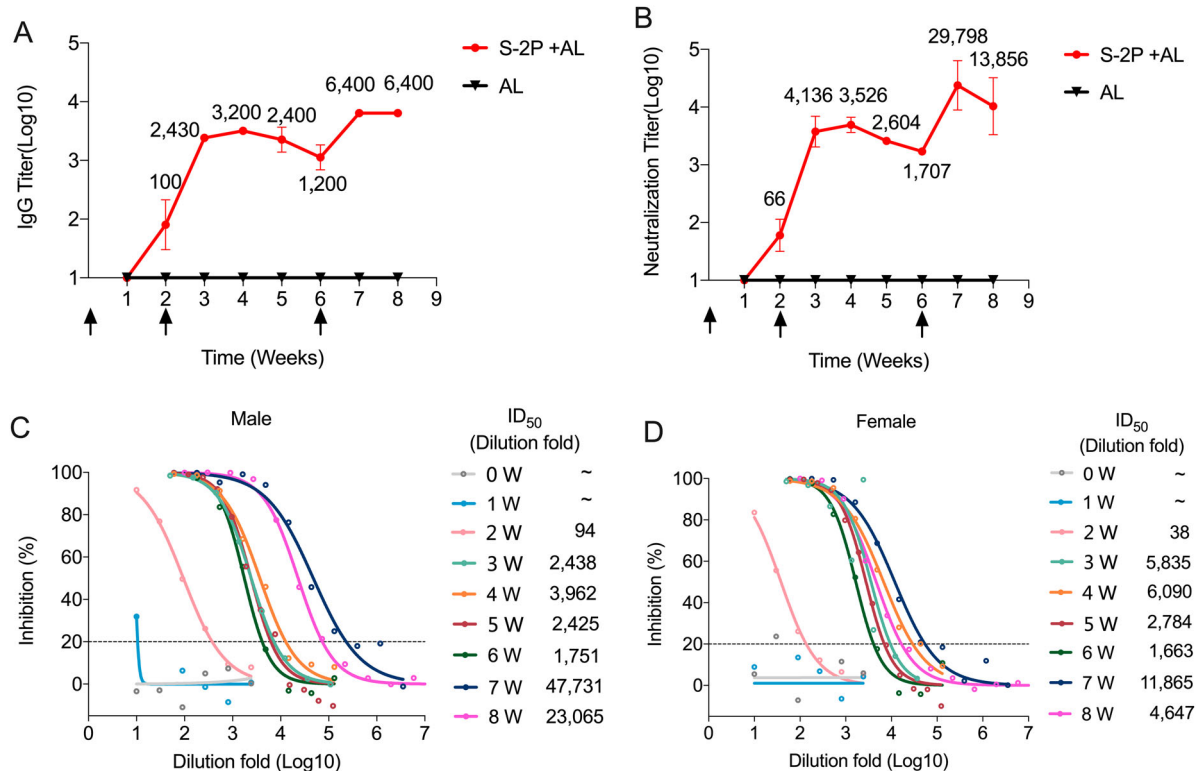 A
IgG Titer(Log10)
5
4
3
2
1
100
2,430
3,200
2,400
1,200
6,400
6,400
1 2 3 4 5 6 7 8 9
Time (Weeks)
S-2P +AL
AL
B
Neutralization Titer(Log10)
5
4
3
2
1
66
4,136
3,526
2,604
1,707
29,798
13,856
1 2 3 4 5 6 7 8 9
Time (Weeks)
S-2P +AL
AL
C
Male
Inhibition (%)
100
80
60
40
20
0
0 1 2 3 4 5 6 7
Dilution fold (Log10)
ID50
(Dilution fold)
0 W ~
1 W ~
2 W 94
3 W 2,438
4 W 3,962
5 W 2,425
6 W 1,751
7 W 47,731
8 W 23,065
D
Female
Inhibition (%)
100
80
60
40
20
0
0 1 2 3 4 5 6 7
Dilution fold (Log10)
ID50
(Dilution fold)
0 W ~
1 W ~
2 W 38
3 W 5,835
4 W 6,090
5 W 2,784
6 W 1,663
7 W 11,865
8 W 4,647